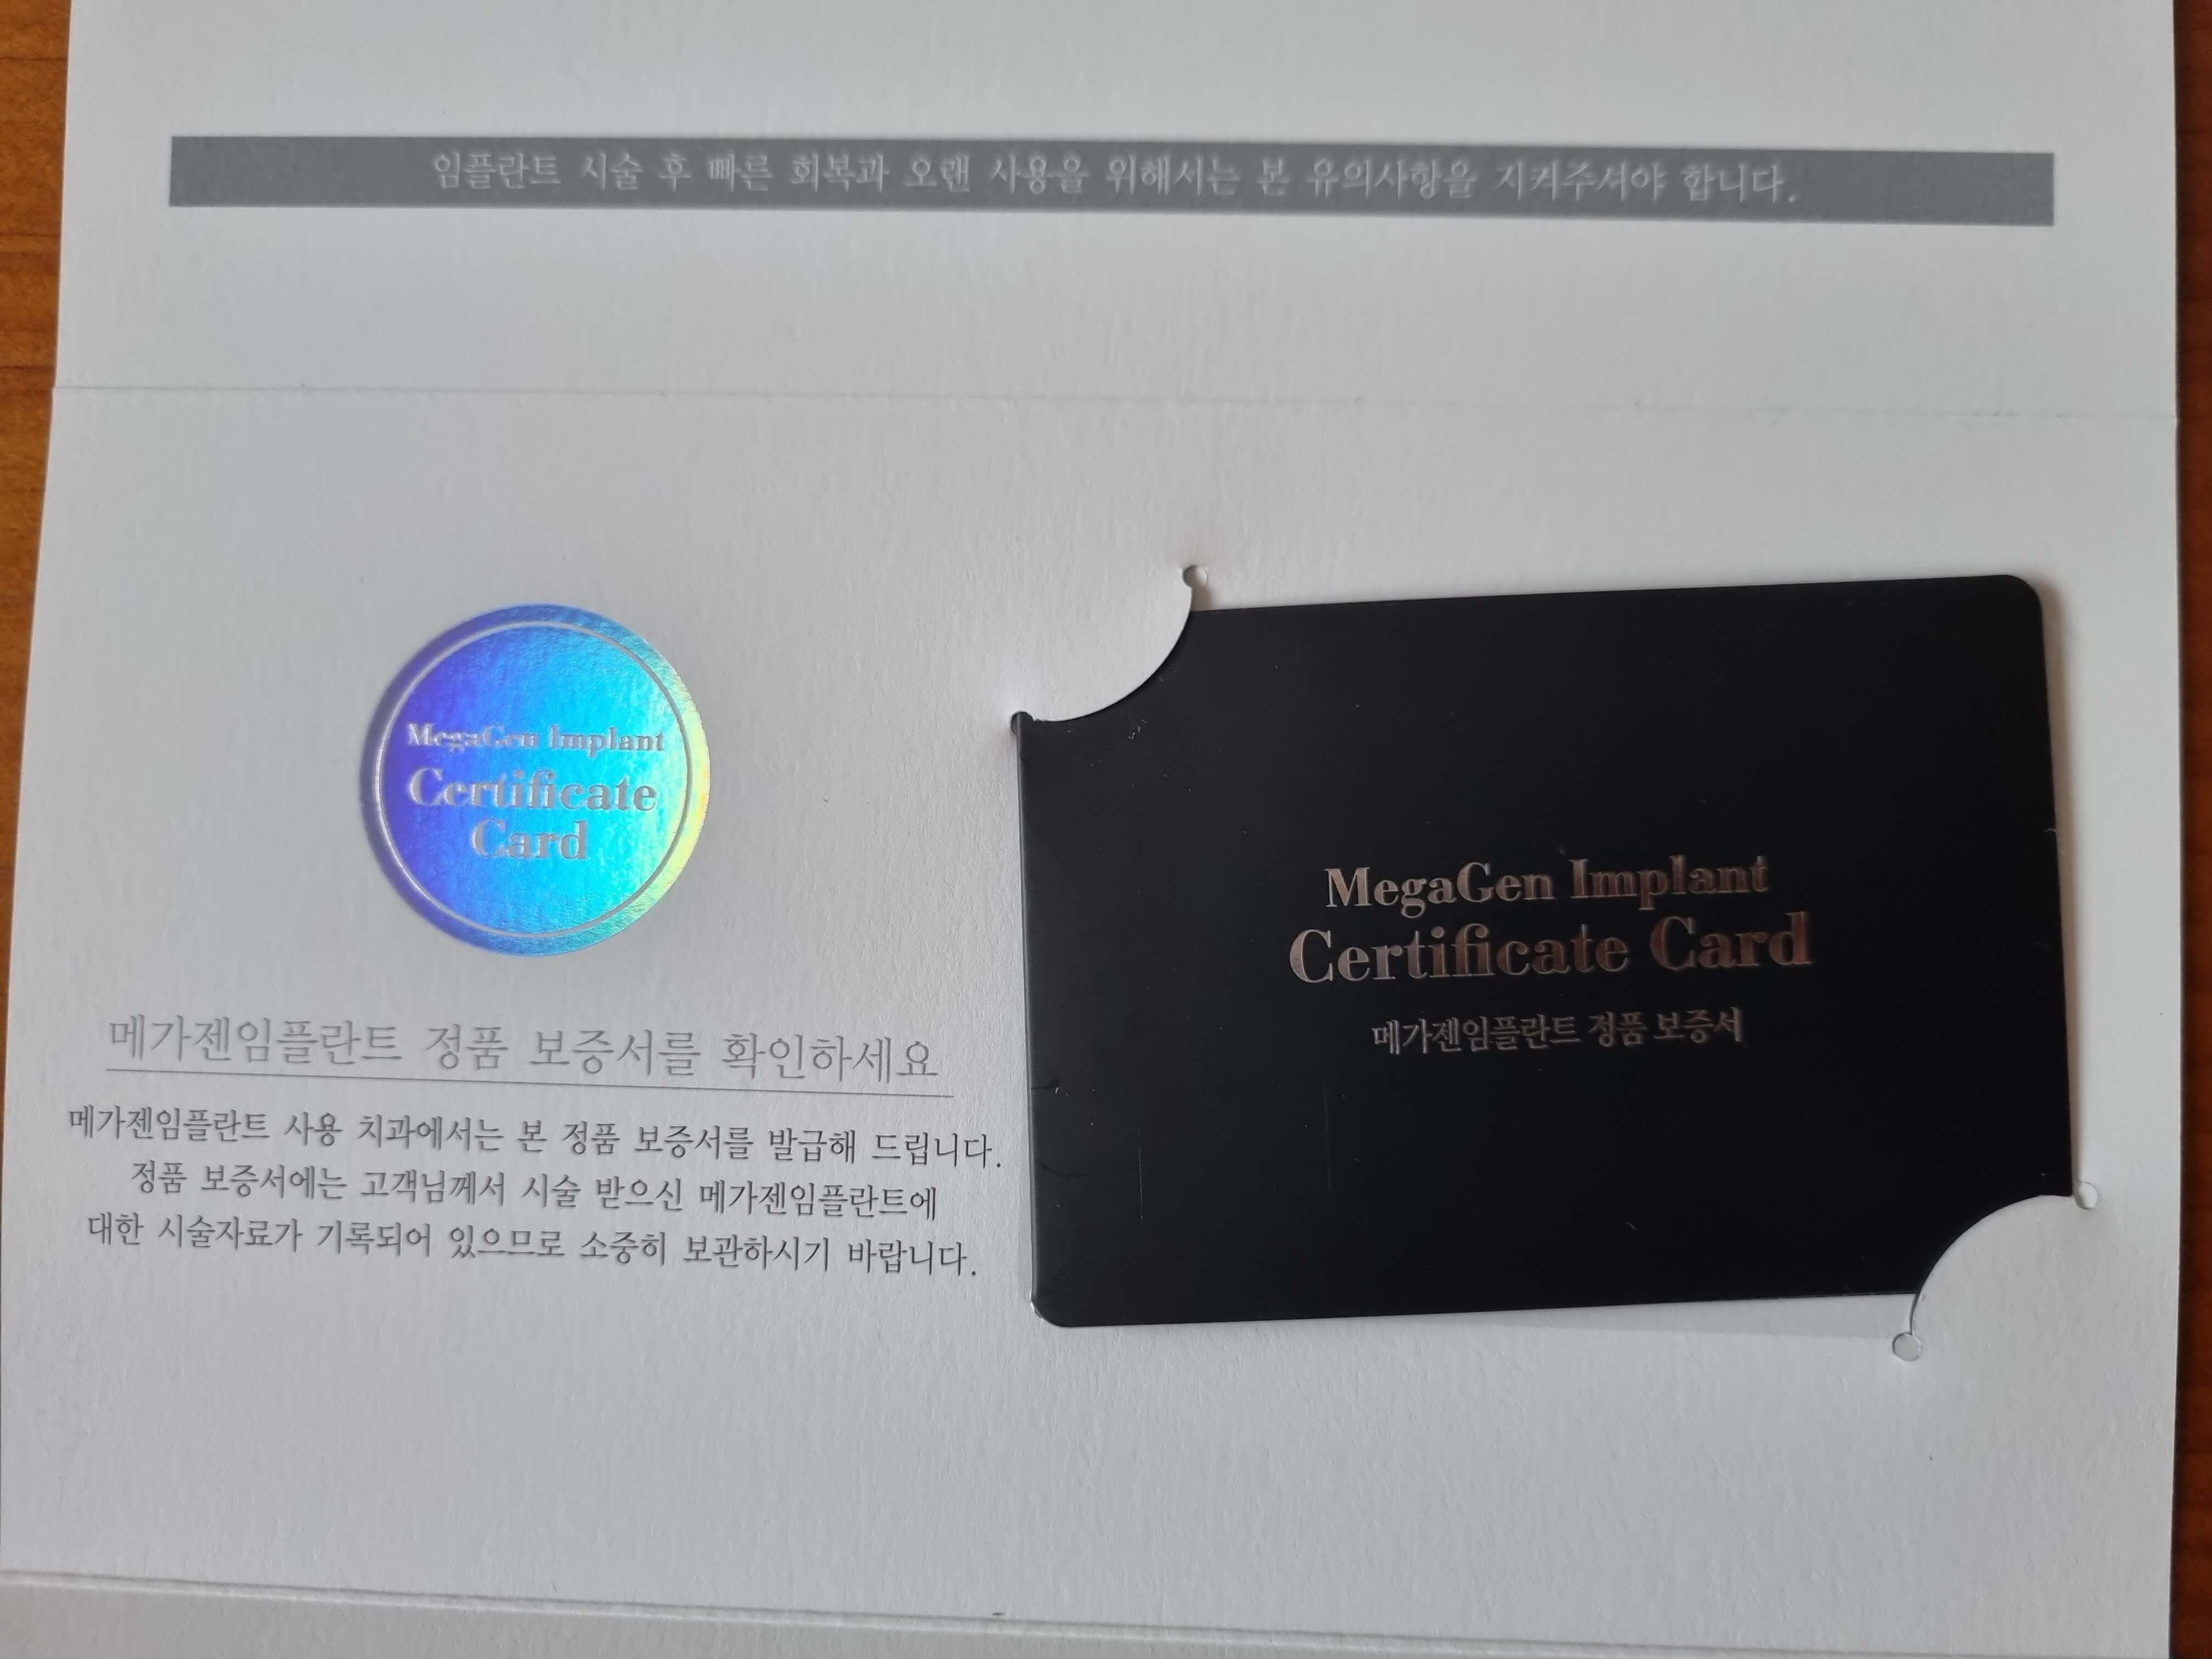 임플란트 시술 후 빠른 회복과 오랜 사용을 위해서는 본 유의사항을 지켜주셔야 합니다.
MegaGen Implant
Certificate
Card
메가젠임플란트 정품 보증서를 확인하세요
메가젠임플란트 사용 치과에서는 본 정품 보증서를 발급해 드립니다.
정품 보증서에는 고객님께서 시술 받으신 메가젠임플란트에
대한 시술자료가 기록되어 있으므로 소중히 보관하시기 바랍니다.
MegaGen Implant
Certificate Card
메가젠임플란트 정품 보증서